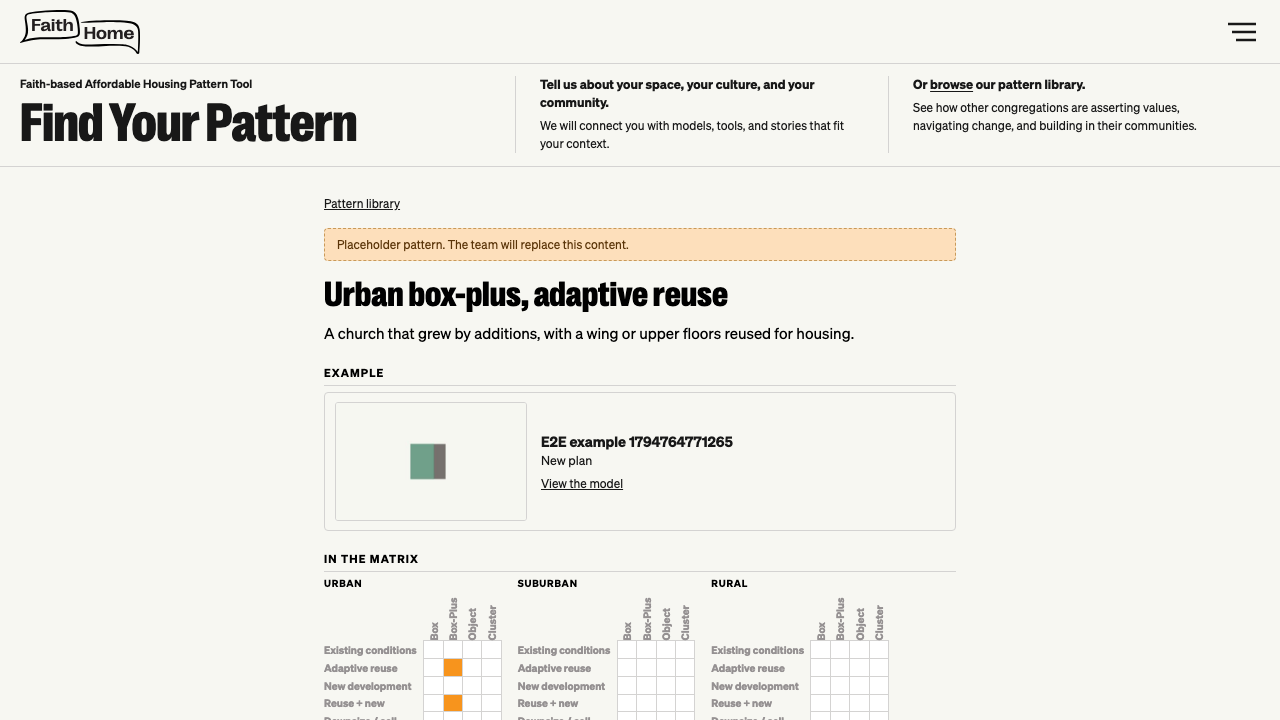 Faith Home
Faith-based Affordable Housing Pattern Tool
Find Your Pattern
Tell us about your space, your culture, and your
community.
We will connect you with models, tools, and stories that fit
your context.
Or browse our pattern library.
See how other congregations are asserting values,
navigating change, and building in their communities.
Pattern library
Placeholder pattern. The team will replace this content.
Urban box-plus, adaptive reuse
A church that grew by additions, with a wing or upper floors reused for housing.
EXAMPLE
E2E example 1794764771265
New plan
View the model
IN THE MATRIX
URBAN
Box
Box-Plus
Object
Cluster
Existing conditions
Adaptive reuse
New development
Reuse + new
SUBURBAN
Box
Box-Plus
Object
Cluster
Existing conditions
Adaptive reuse
New development
Reuse + new
RURAL
Box
Box-Plus
Object
Cluster
Existing conditions
Adaptive reuse
New development
Reuse + new